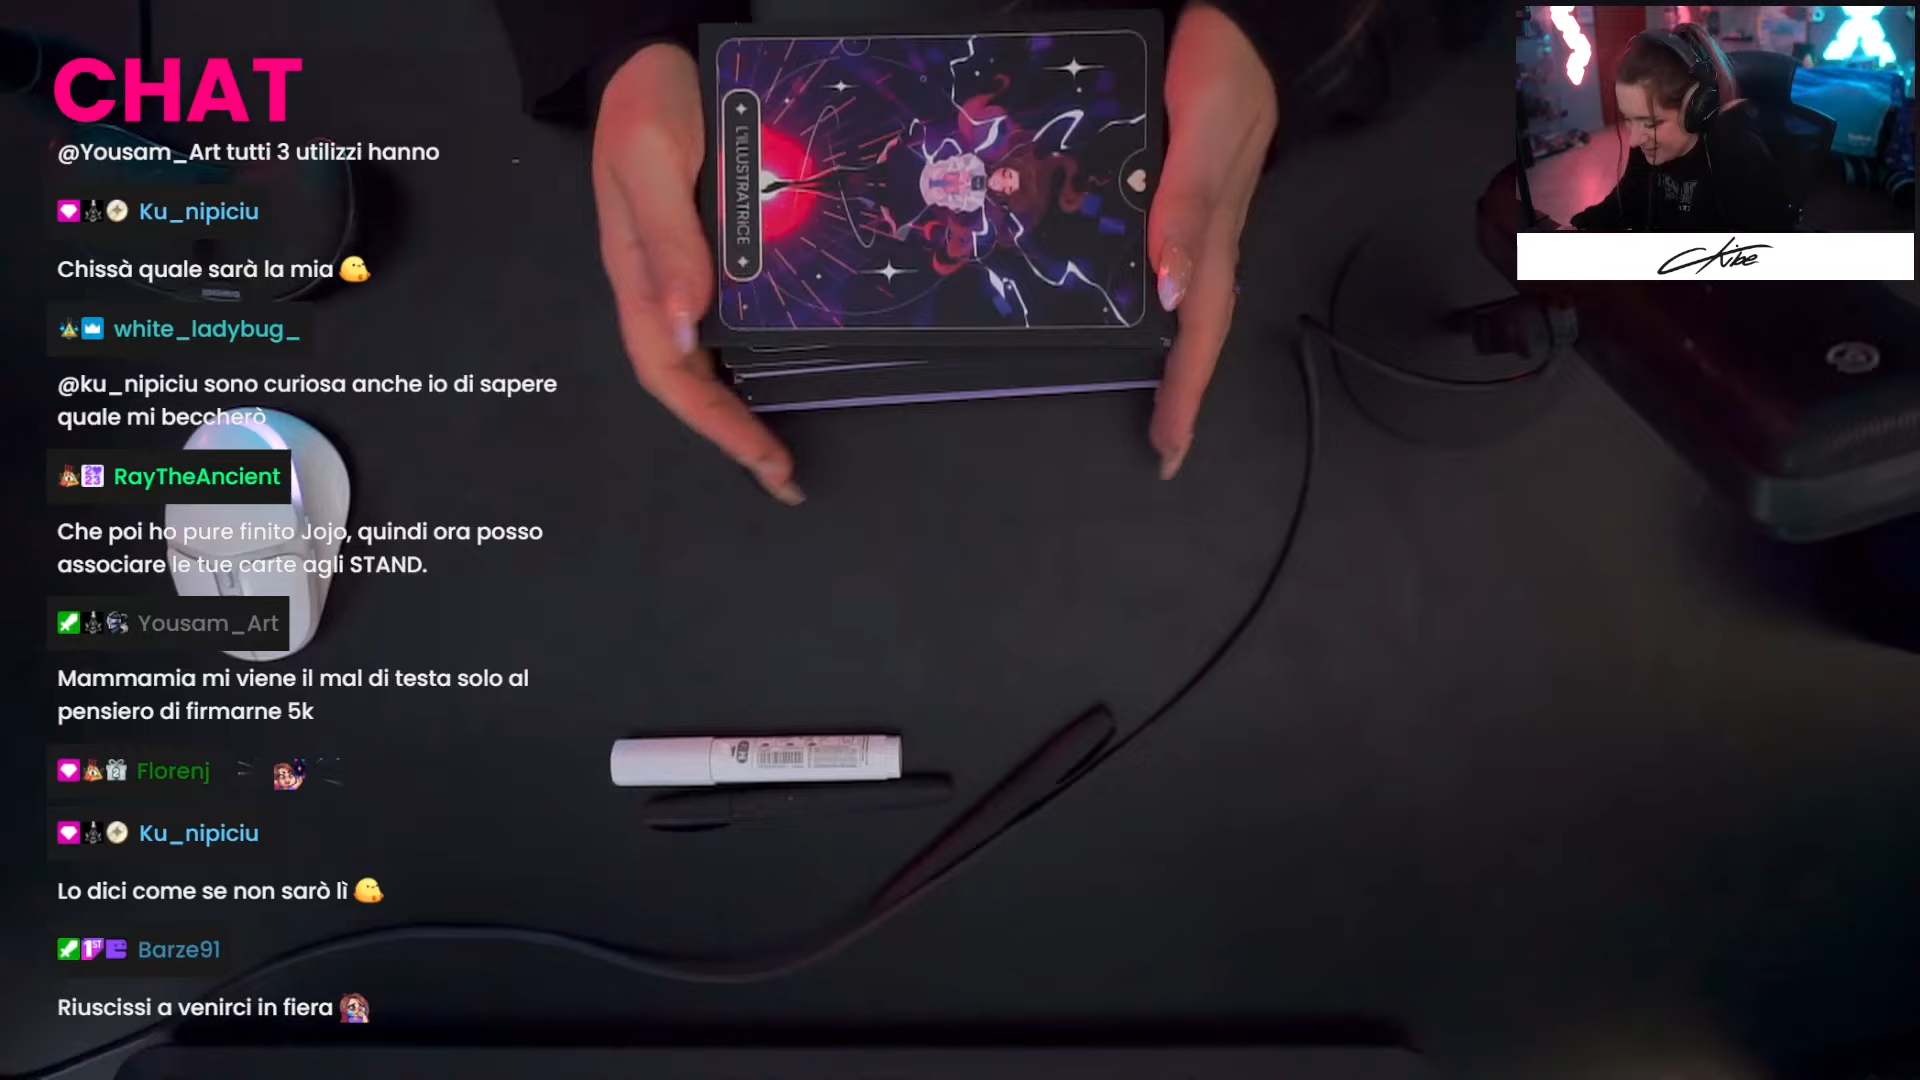 CHAT
@Yousam_Art tutti 3 utilizzi hanno
Ku_nipiciu
Chissà quale sarà la mia
white_ladybug_
@ku_nipiciu sono curiosa anche io di sapere
quale mi beccherò
RayTheAncient
Che poi ho pure finito Jojo, quindi ora posso
associare le tue carte agli STAND.
Yousam_Art
Mammamia mi viene il mal di testa solo al
pensiero di firmarne 5k
Florenj
Ku_nipiciu
Lo dici come se non sarò lì
Barze91
Riuscissi a venirci in fiera
L'ILLUSTRATRICE
Kibe